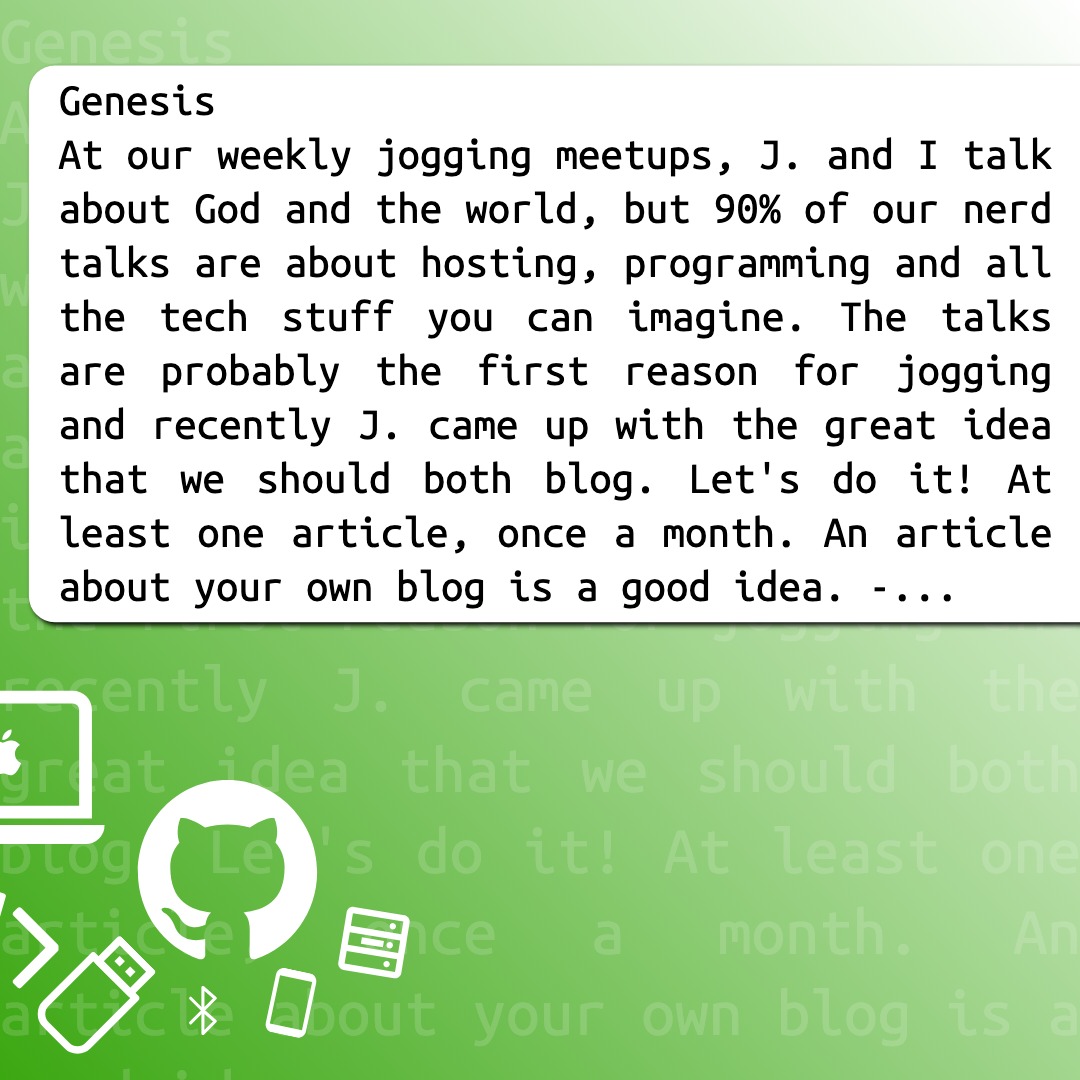 Genesis
Genesis
At our weekly jogging meetups, J. and I talk
about God and the world, but 90% of our nerd
talks are about hosting, programming and all
the tech stuff you can imagine. The talks
are probably the first reason for jogging
and recently J. came up with the great idea
that we should both blog. Let's do it! At
least one article, once a month. An article
about your own blog is a good idea. -...
recently J. came up with the
great idea that we should both
blog. Let's do it! At least one
article, once a month. An
article about your own blog is a